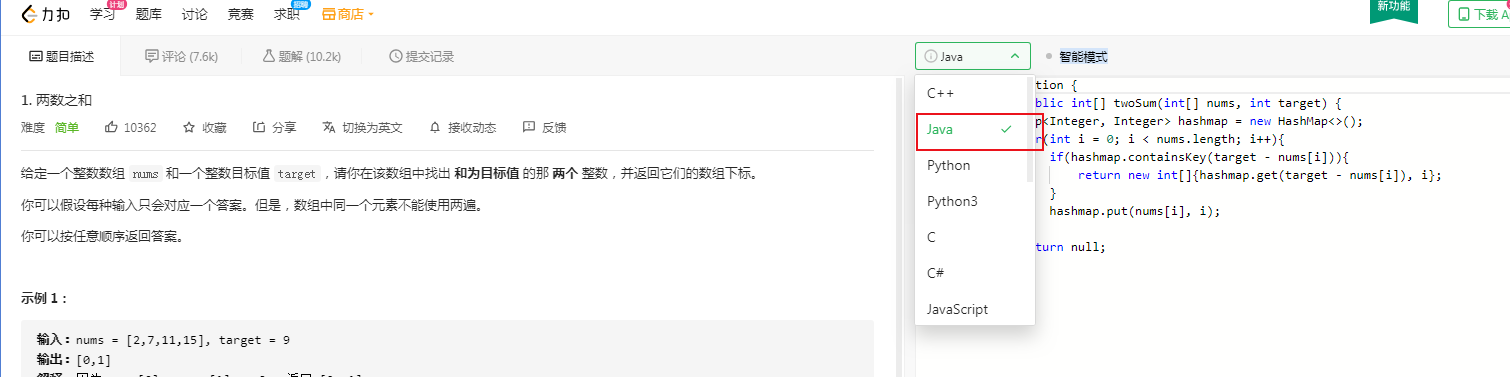 力扣 学习 计划 题库 讨论 竞赛 求职 招聘 商店 新功能 下载 A
题目描述 评论 (7.6k) 题解 (10.2k) 提交记录 Java 智能模式
1. 两数之和
难度 简单 10362 收藏 分享 切换为英文 接收动态 反馈
给定一个整数数组 nums 和一个整数目标值 target ，请你在该数组中找出 和为目标值 的那 两个 整数，并返回它们的数组下标。
你可以假设每种输入只会对应一个答案。但是，数组中同一个元素不能使用两遍。
你可以按任意顺序返回答案。
示例 1：
输入：nums = [2,7,11,15], target = 9
输出：[0,1]
C++
Java
Python
Python3
C
C#
JavaScript
tion {
blic int[] twoSum(int[] nums, int target) {
p<Integer, Integer> hashmap = new HashMap<>();
r(int i = 0; i < nums.length; i++){
if(hashmap.containsKey(target - nums[i])){
return new int[]{hashmap.get(target - nums[i]), i};
}
hashmap.put(nums[i], i);
turn null;